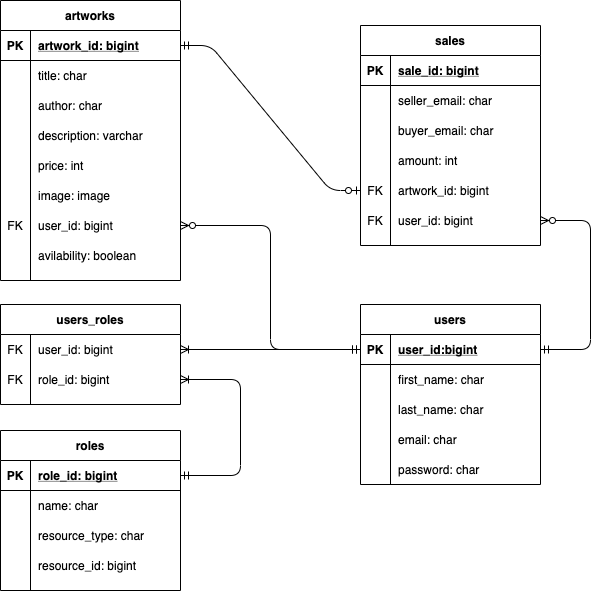 artworks
PK artwork_id: bigint
title: char
author: char
description: varchar
price: int
image: image
FK user_id: bigint
avilability: boolean
sales
PK sale_id: bigint
seller_email: char
buyer_email: char
amount: int
FK artwork_id: bigint
FK user_id: bigint
users_roles
FK user_id: bigint
FK role_id: bigint
users
PK user_id:bigint
first_name: char
last_name: char
email: char
password: char
roles
PK role_id: bigint
name: char
resource_type: char
resource_id: bigint